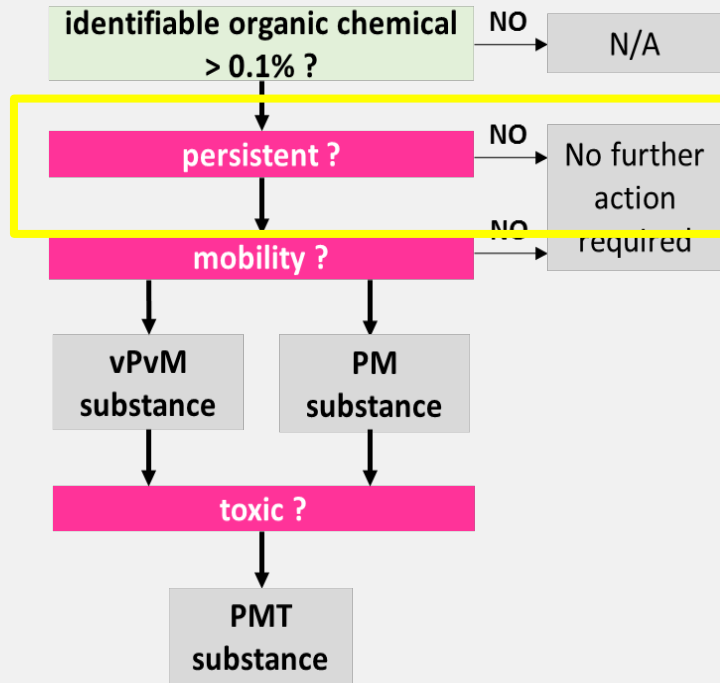 identifiable organic chemical
> 0.1% ?
NO
N/A
persistent ?
NO
No further
action
required
mobility ?
NO
vPvM
substance
PM
substance
toxic ?
PMT
substance